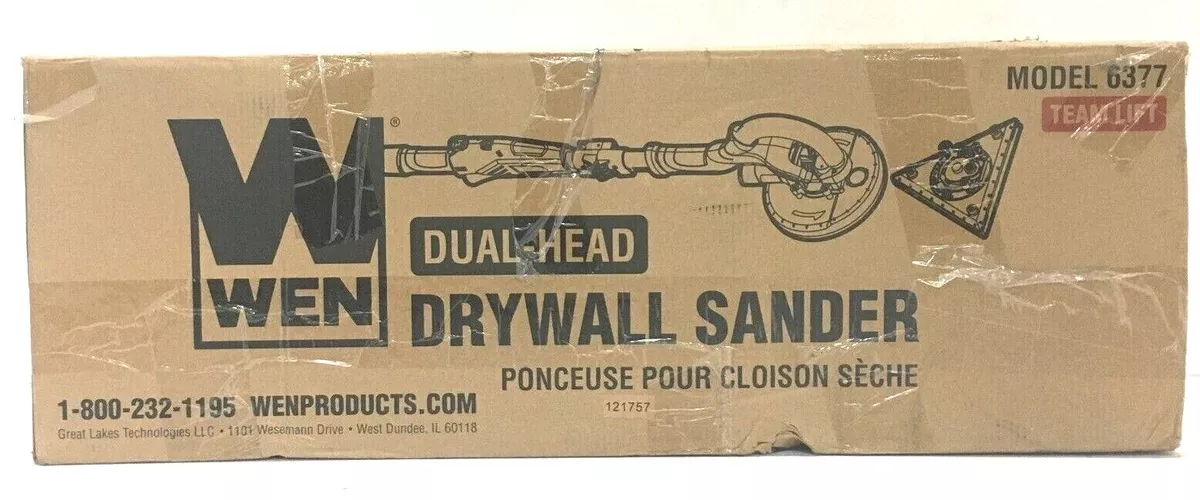 MODEL 6377
TEAM LIFT
W®
WEN
DUAL-HEAD
DRYWALL SANDER
PONCEUSE POUR CLOISON SÈCHE
121757
1-800-232-1195 WENPRODUCTS.COM
Great Lakes Technologies LLC • 1101 Wesemann Drive • West Dundee, IL 60118